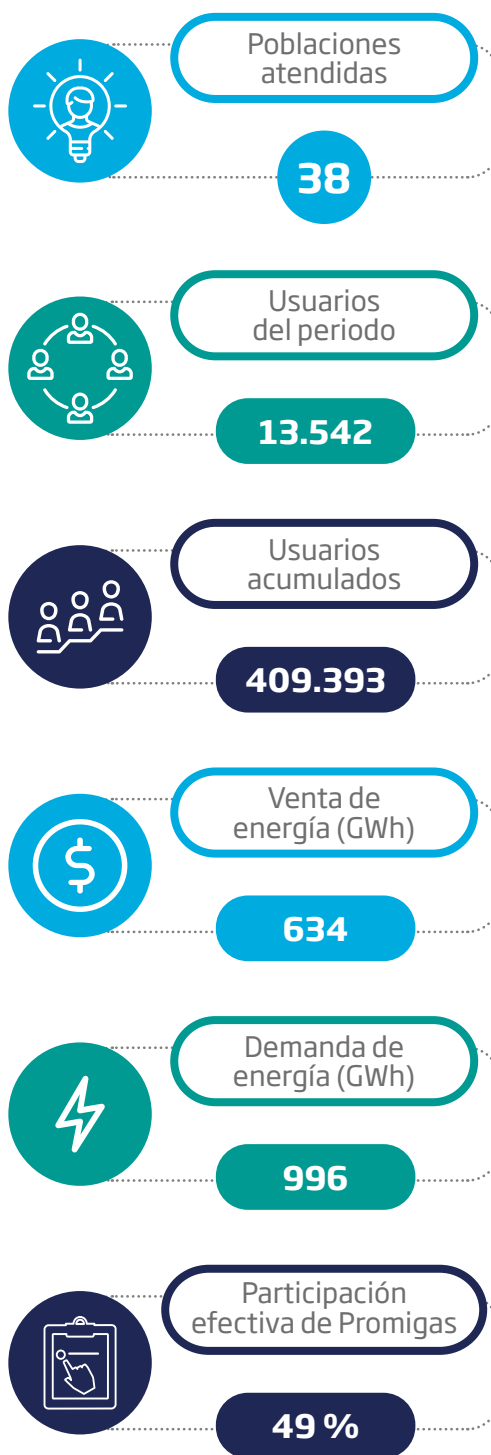 Poblaciones
atendidas
38
Usuarios
del periodo
13.542
Usuarios
acumulados
409.393
Venta de
energía (GWh)
634
Demanda de
energía (GWh)
996
Participación
efectiva de Promigas
49 %